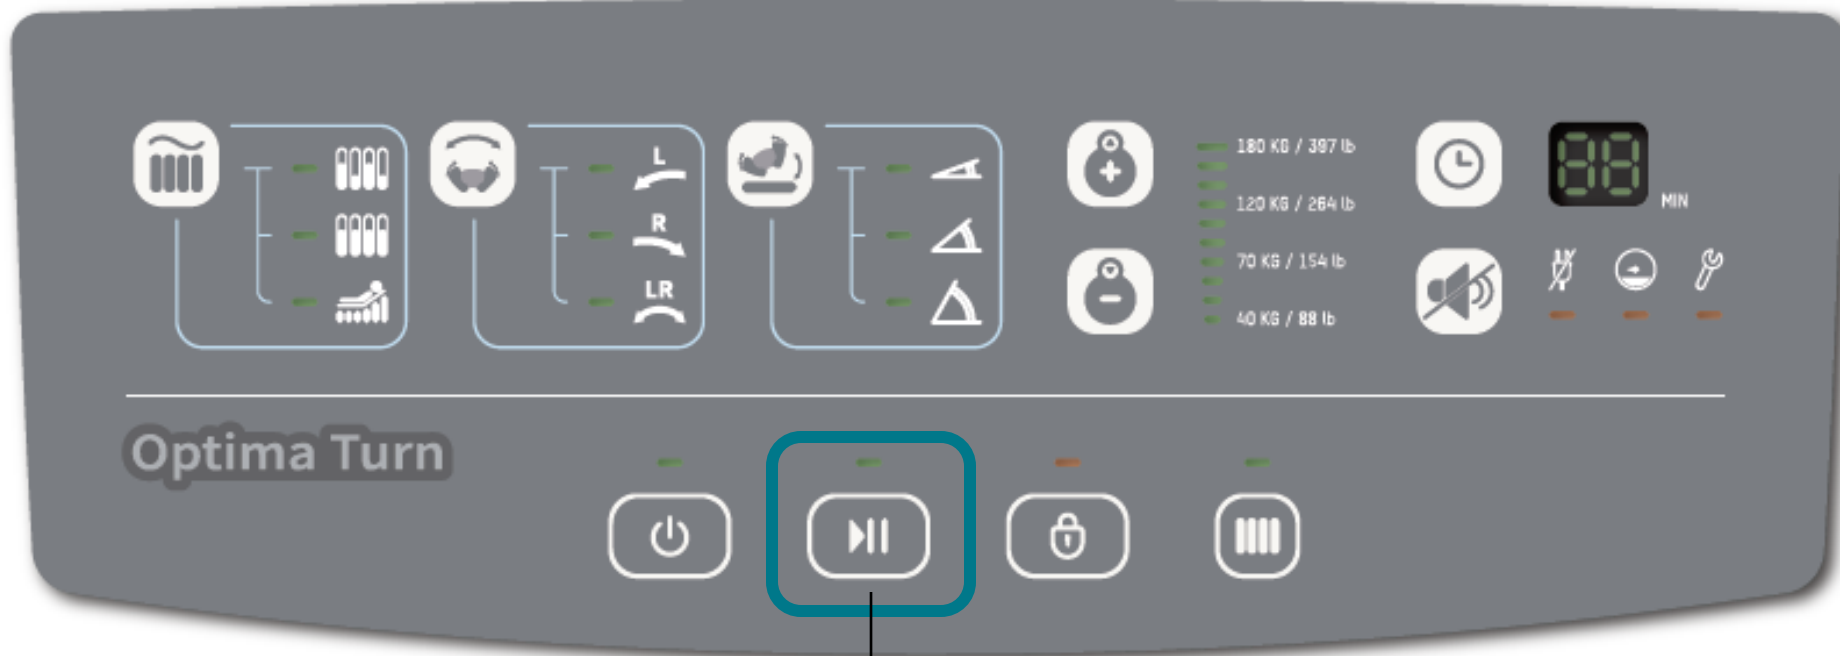 L
R
LR
180 KG / 397 lb
120 KG / 264 lb
70 KG / 154 lb
40 KG / 88 lb
88
MIN
Optima Turn